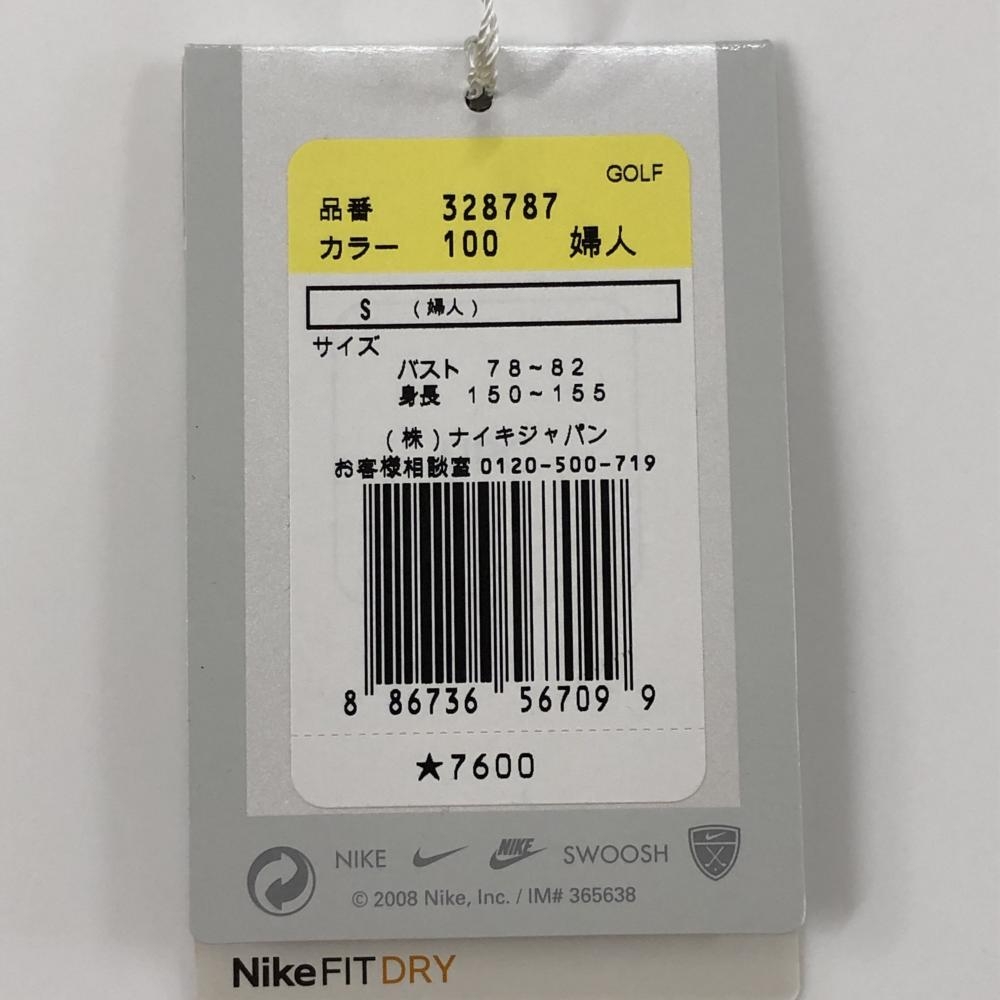 GOLF
品番 328787
カラー 100 婦人
S (婦人)
サイズ
バスト 78~82
身長 150~155
(株)ナイキジャパン
お客様相談室 0120-500-719
8 86736 56709 9
★7600
NIKE NIKE SWOOSH
© 2008 Nike, Inc. / IM# 365638
NikeFIT DRY